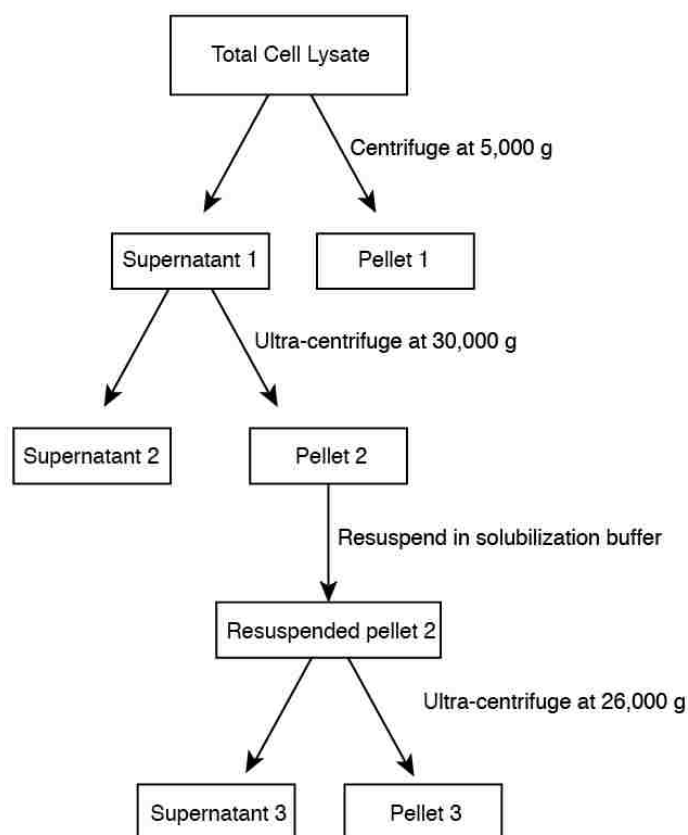 Total Cell Lysate
Centrifuge at 5,000 g
Supernatant 1
Pellet 1
Ultra-centrifuge at 30,000 g
Supernatant 2
Pellet 2
Resuspend in solubilization buffer
Resuspended pellet 2
Ultra-centrifuge at 26,000 g
Supernatant 3
Pellet 3